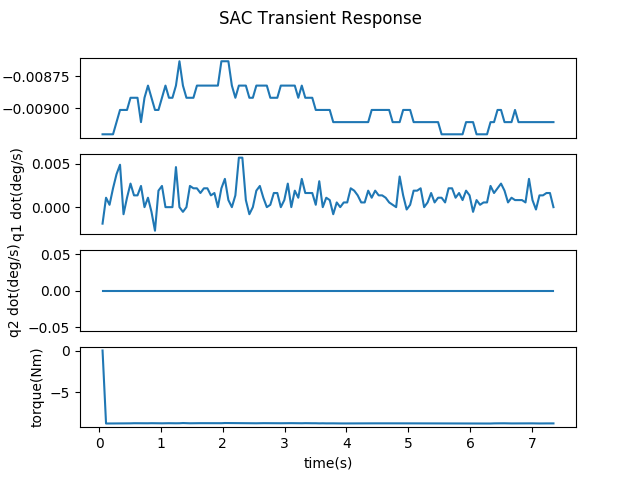 SAC Transient Response
−0.00875
−0.00900
q1 dot(deg/s)
0.005
0.000
q2 dot(deg/s)
0.05
0.00
−0.05
torque(Nm)
0
−5
0 1 2 3 4 5 6 7
time(s)